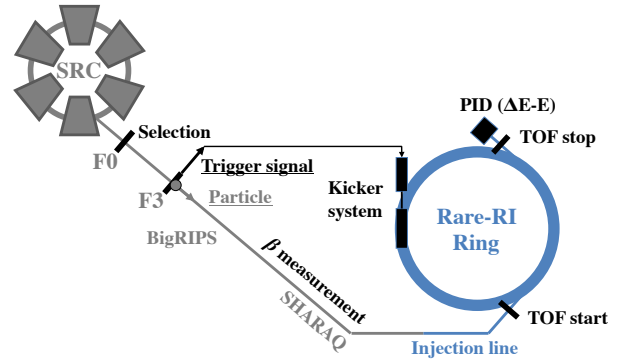 SRC
Selection
F0
Trigger signal
F3
Particle
BigRIPS
β measurement
SHARAQ
Kicker
system
PID (ΔE-E)
TOF stop
Rare-RI
Ring
TOF start
Injection line